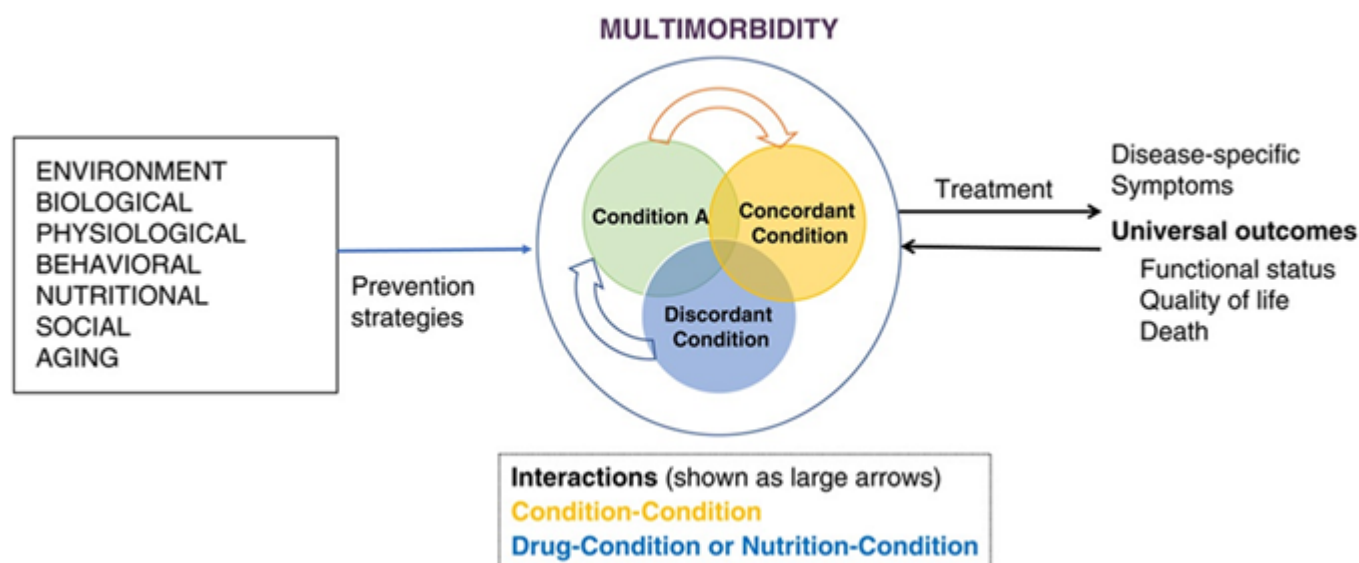 MULTIMORBIDITY
ENVIRONMENT
BIOLOGICAL
PHYSIOLOGICAL
BEHAVIORAL
NUTRITIONAL
SOCIAL
AGING
Prevention
strategies
Condition A
Concordant
Condition
Discordant
Condition
Treatment
Disease-specific
Symptoms
Universal outcomes
Functional status
Quality of life
Death
Interactions (shown as large arrows)
Condition-Condition
Drug-Condition or Nutrition-Condition